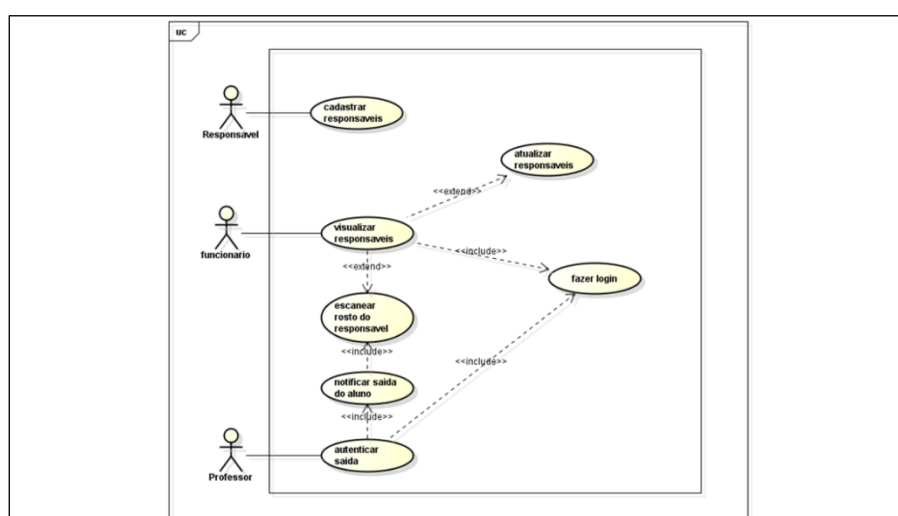 uc
cadastrar
responsaveis
Responsavel
atualizar
responsaveis
<<extend>>
visualizar
responsaveis
funcionario
<<include>>
<<extend>>
fazer login
escanear
rosto do
responsavel
<<include>>
<<include>>
notificar saida
do aluno
<<include>>
autenticar
saida
Professor